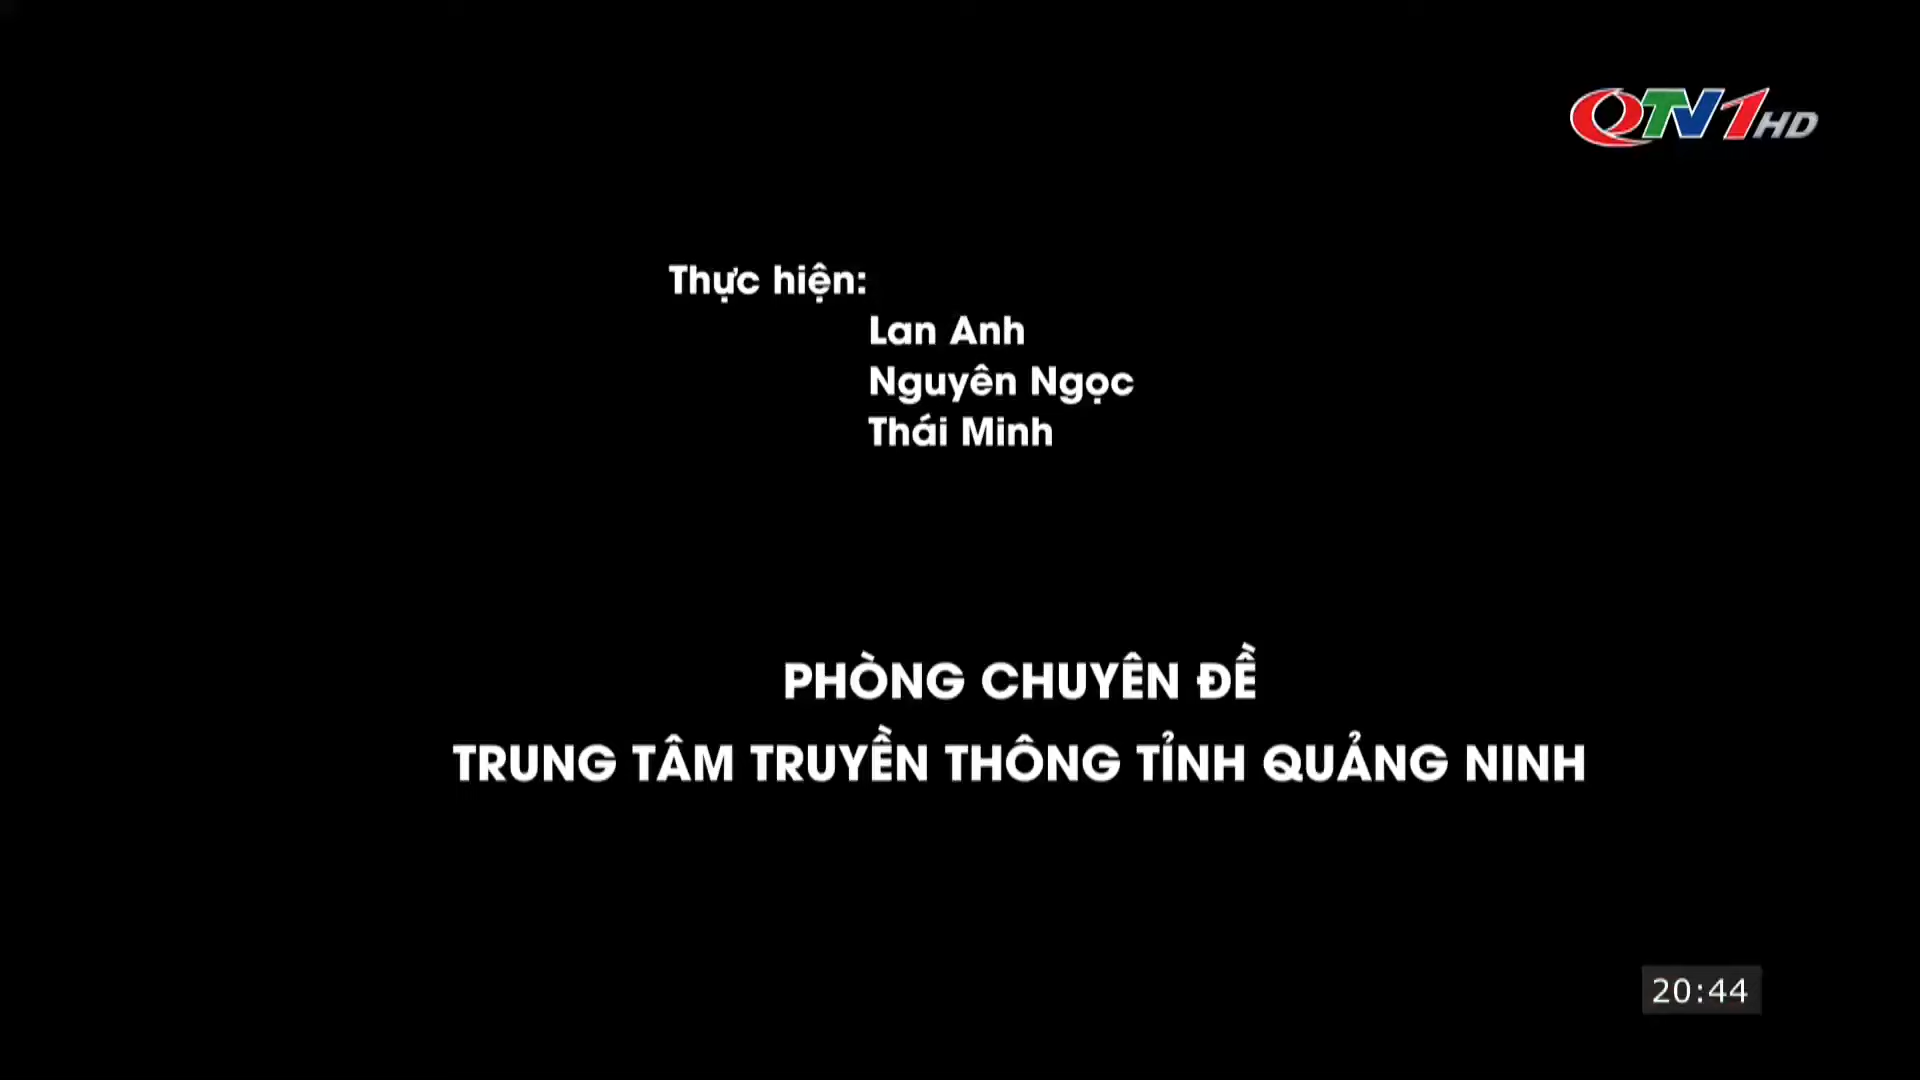 QTV1HD
Thực hiện:
Lan Anh
Nguyên Ngọc
Thái Minh
PHÒNG CHUYÊN ĐỀ
TRUNG TÂM TRUYỀN THÔNG TỈNH QUẢNG NINH
20:44